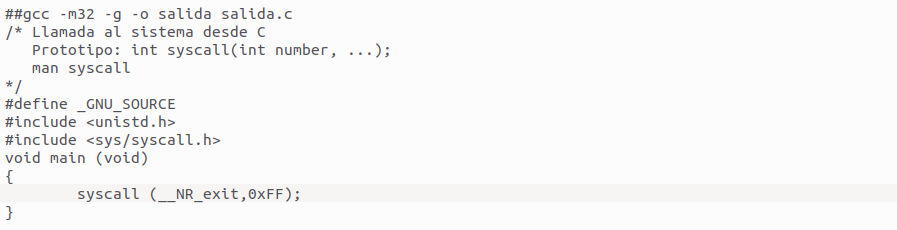 ##gcc -m32 -g -o salida salida.c
/* Llamada al sistema desde C
   Prototipo: int syscall(int number, ...);
   man syscall
*/
#define _GNU_SOURCE
#include <unistd.h>
#include <sys/syscall.h>
void main (void)
{
        syscall (__NR_exit,0xFF);
}